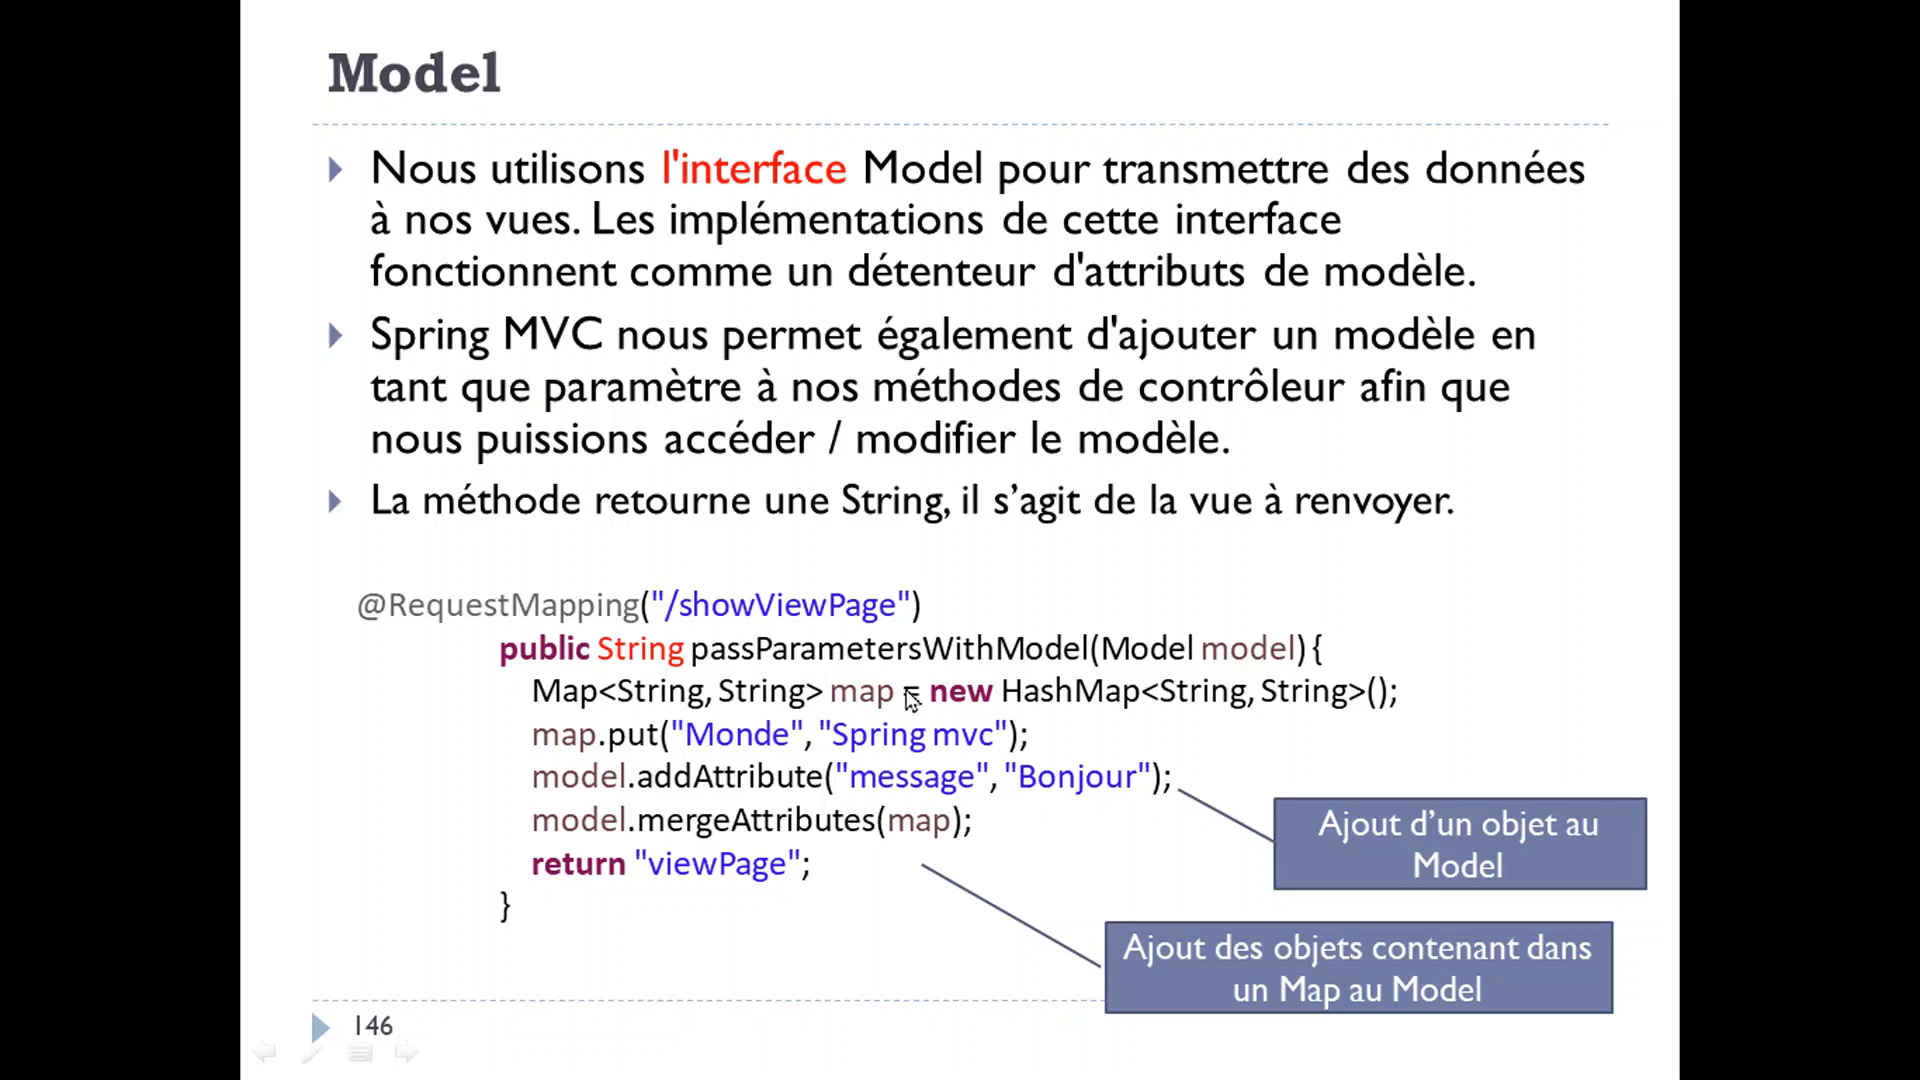 Model
Nous utilisons l'interface Model pour transmettre des données
à nos vues. Les implémentations de cette interface
fonctionnent comme un détenteur d'attributs de modèle.
Spring MVC nous permet également d'ajouter un modèle en
tant que paramètre à nos méthodes de contrôleur afin que
nous puissions accéder / modifier le modèle.
La méthode retourne une String, il s’agit de la vue à renvoyer.
@RequestMapping("/showViewPage")
public String passParametersWithModel(Model model) {
Map<String, String> map = new HashMap<String, String>();
map.put("Monde", "Spring mvc");
model.addAttribute("message", "Bonjour");
model.mergeAttributes(map);
return "viewPage";
}
Ajout d’un objet au
Model
Ajout des objets contenant dans
un Map au Model
146